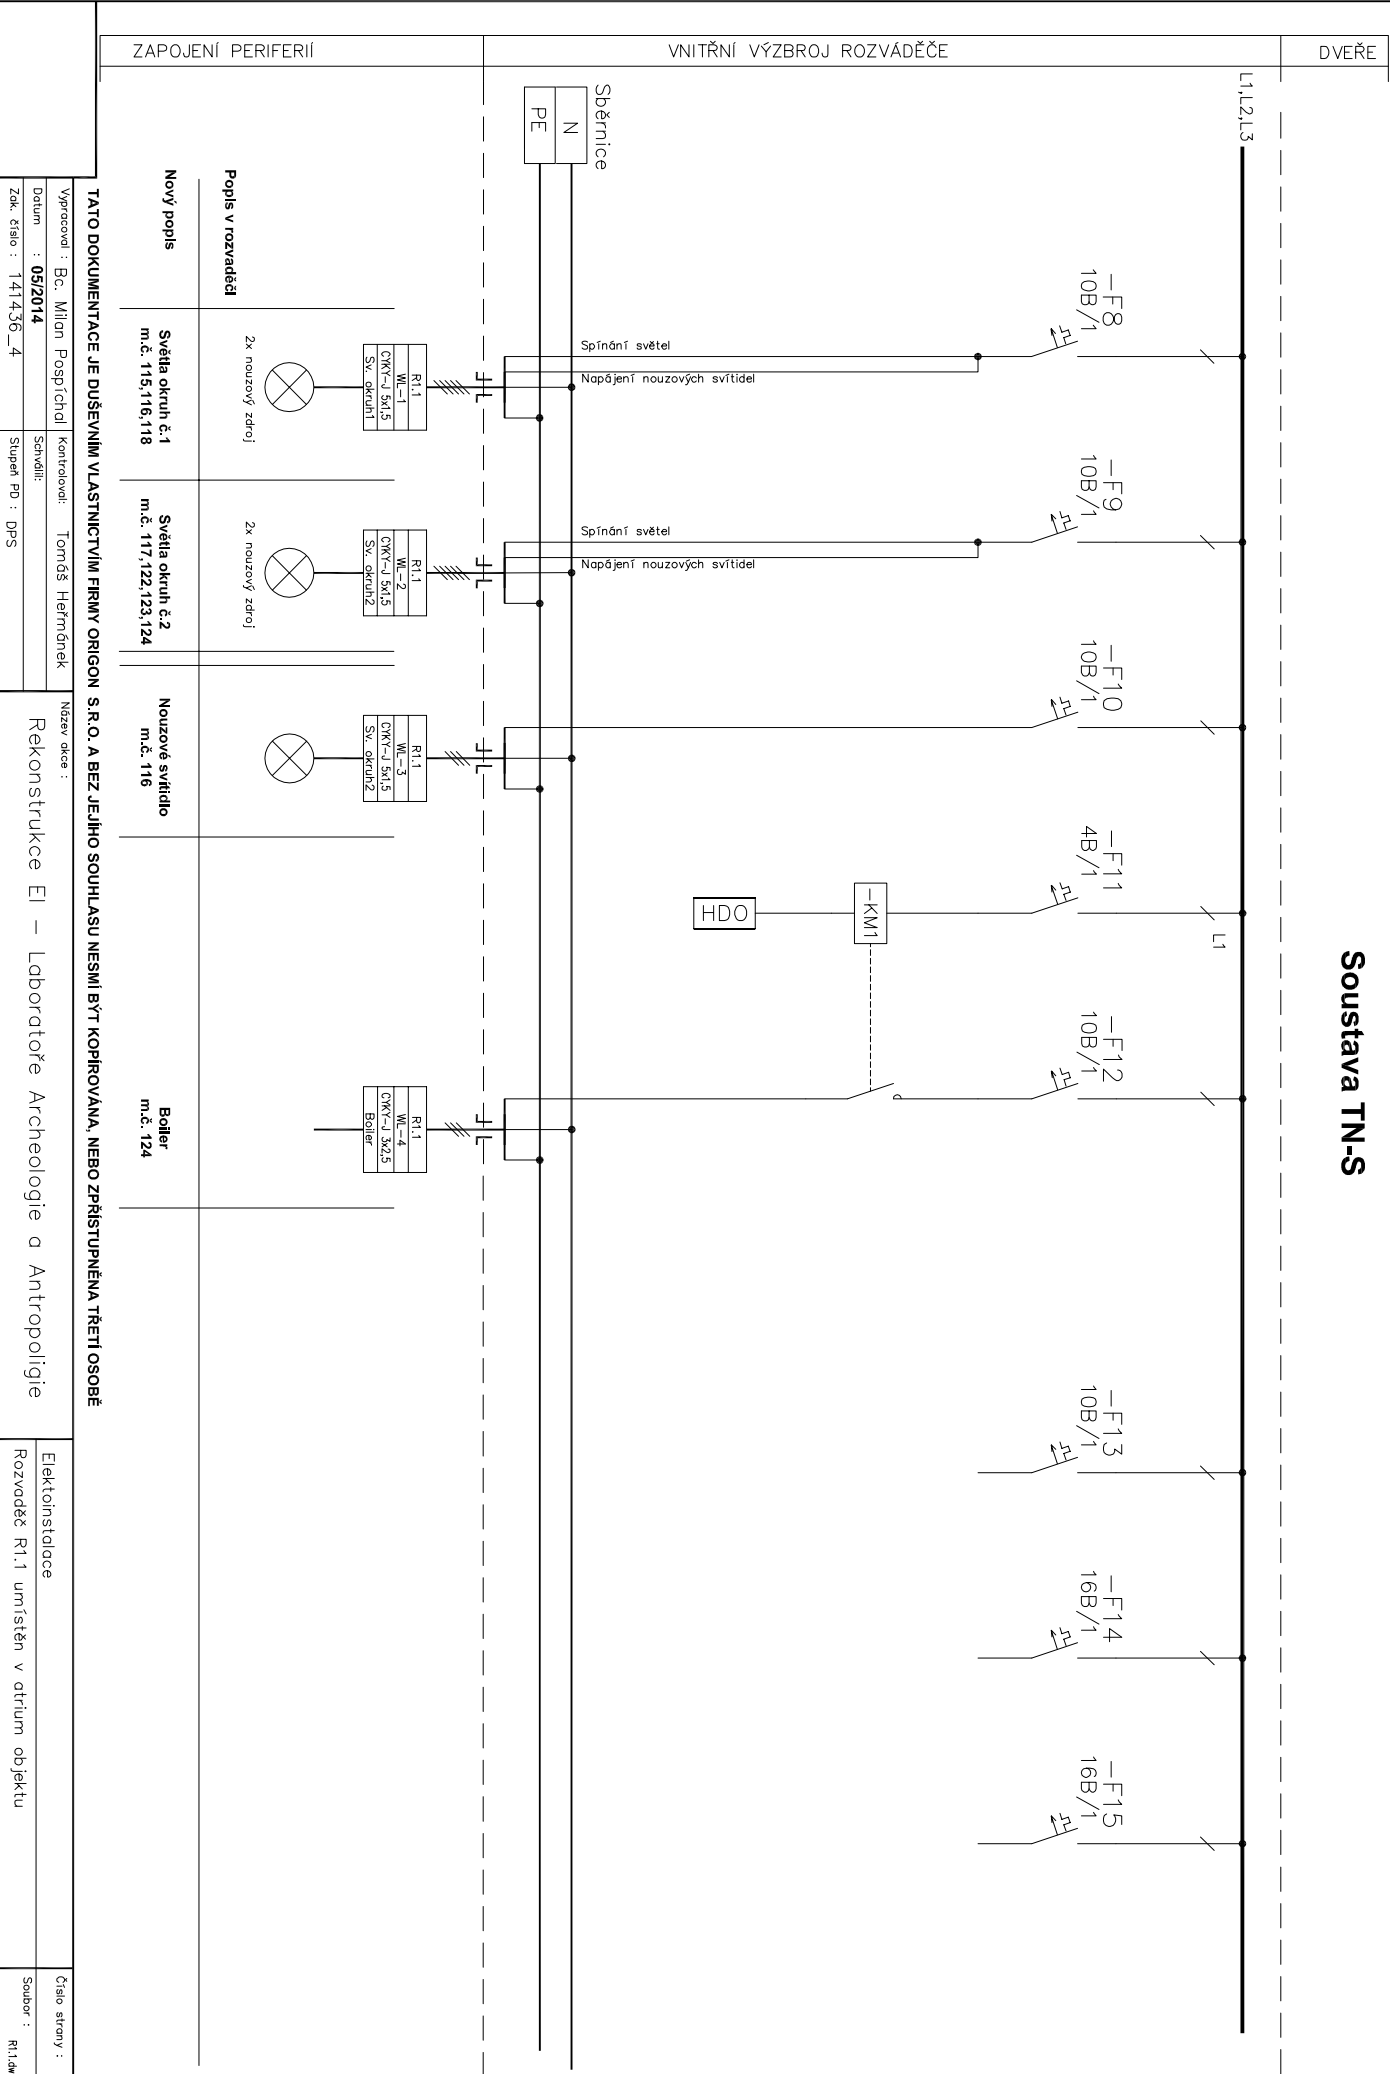 Soustava TN-S
DVEŘE
VNITŘNÍ VÝZBROJ ROZVÁDĚČE
ZAPOJENÍ PERIFERIÍ
L1,L2,L3
-F8
10B/1
-F9
10B/1
-F10
10B/1
-F11
4B/1
L1
-F12
10B/1
-F13
10B/1
-F14
16B/1
-F15
16B/1
-KM1
HDO
Spínání světel
Napájení nouzových svítidel
Spínání světel
Napájení nouzových svítidel
Sběrnice
N
PE
R1.1
WL-1
CYKY-J 5x1,5
Sv. okruh1
R1.1
WL-2
CYKY-J 5x1,5
Sv. okruh2
R1.1
WL-3
CYKY-J 5x1,5
Sv. okruh2
R1.1
WL-4
CYKY-J 3x2,5
Boiler
2x nouzový zdroj
2x nouzový zdroj
Popis v rozvaděči
Nový popis
Světla okruh č.1
m.č. 115,116,118
Světla okruh č.2
m.č. 117,122,123,124
Nouzové svítidlo
m.č. 116
Boiler
m.č. 124
TATO DOKUMENTACE JE DUŠEVNÍM VLASTNICTVÍM FIRMY ORIGON S.R.O. A BEZ JEJÍHO SOUHLASU NESMÍ BÝT KOPÍROVÁNA, NEBO ZPŘÍSTUPNĚNA TŘETÍ OSOBĚ
Vypracoval : Bc. Milan Pospíchal
Kontroloval: Tomáš Heřmánek
Datum : 05/2014
Schválil:
Zak. číslo : 141436_4
Stupeň PD : DPS
Název akce :
Rekonstrukce El - Laboratoře Archeologie a Antropoligie
Elektoinstalace
Rozvaděč R1.1 umístěn v atrium objektu
Číslo strany :
Soubor : R1.1.dw